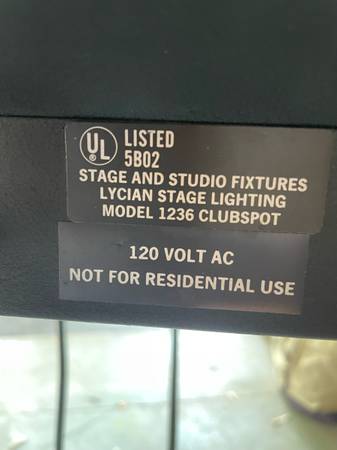 UL LISTED
5B02
STAGE AND STUDIO FIXTURES
LYCIAN STAGE LIGHTING
MODEL 1236 CLUBSPOT
120 VOLT AC
NOT FOR RESIDENTIAL USE